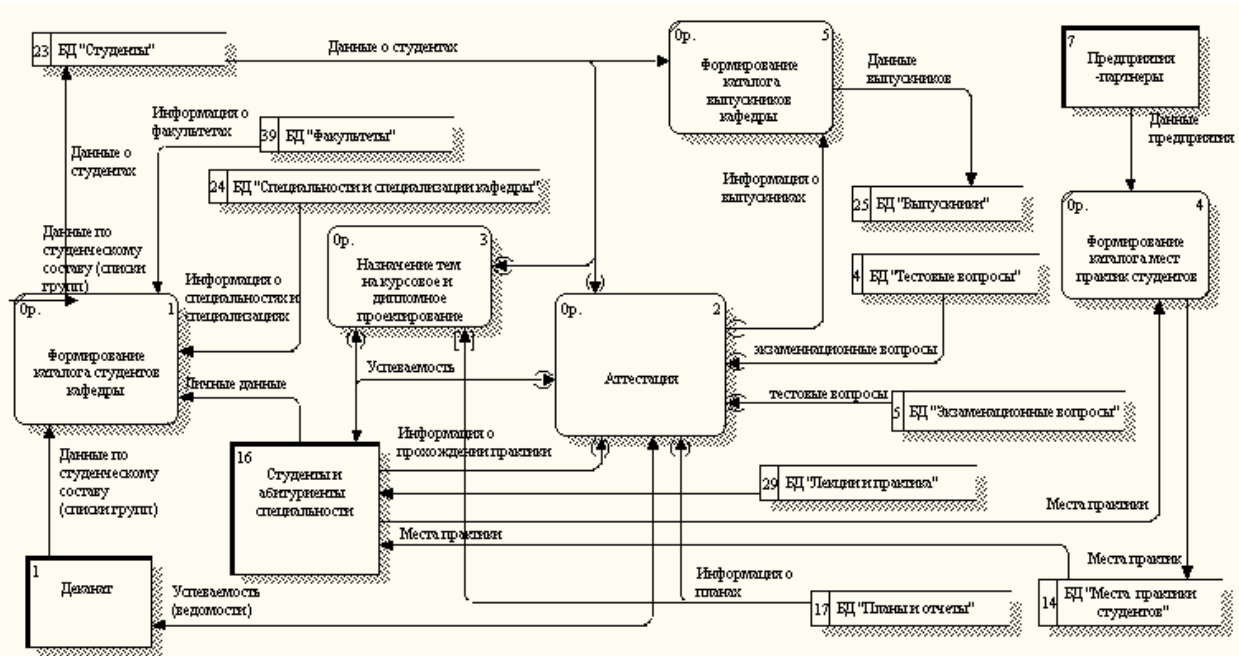 23 БД "Студенты"
Данные о студентах
0р. 5
Формирование
каталога
выпускников
кафедры
Данные
выпускников
7
Предприятия
-партнеры
Информация о
факультетах
39 БД "Факультеты"
Данные о
студентах
24 БД "Специальности и специализации кафедры"
Данные
предприятия
Информация о
выпускниках
25 БД "Выпускники"
0р. 4
Формирование
каталога мест
практик студентов
Данные по
студенческому
составу (списки
групп)
0р. 3
Назначение тем
на курсовое и
дипломное
проектирование
4 БД "Тестовые вопросы"
Информация о
специальностях и
специализациях
0р. 1
Формирование
каталога студентов
кафедры
0р. 2
Аттестация
экзаменнационные вопросы
Успеваемость
Личные данные
тестовые вопросы
5 БД "Экзаменационные вопросы"
Информация о
прохождении практики
Данные по
студенческому
составу
(списки групп)
16
Студенты и
абитуриенты
специальности
29 БД "Лекции и практика"
Места практики
Места практики
Места практик
1
Деканат
Успеваемость
(ведомости)
Информация о
планах
17 БД "Планы и отчеты"
14 БД "Места практики
студентов"